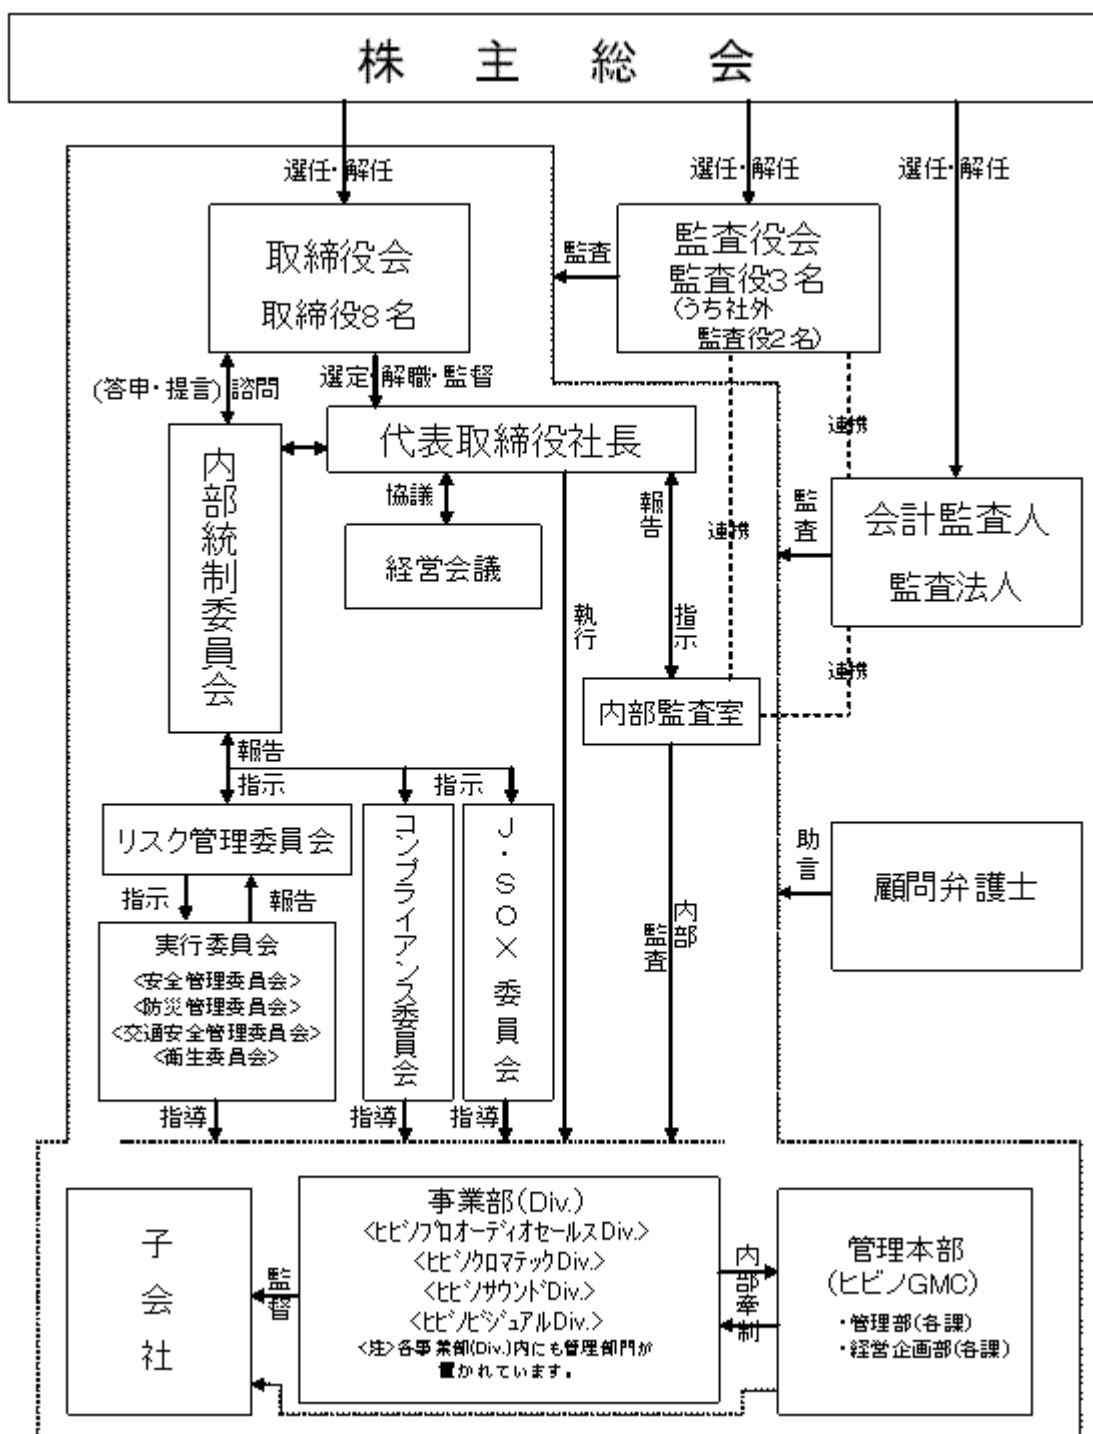 株主総会
選任・解任
選任・解任
選任・解任
取締役会
取締役8名
監査
監査役会
監査役3名
(うち社外
監査役2名)
(答申・提言)
諮問
選定・解職・監督
代表取締役社長
連携
内部統制委員会
協議
経営会議
報告
指示
連携
監査
会計監査人
監査法人
執行
連携
内部監査室
報告
指示
指示
リスク管理委員会
コンプライアンス委員会
J・SOX委員会
助言
顧問弁護士
指示
報告
実行委員会
<安全管理委員会>
<防災管理委員会>
<交通安全管理委員会>
<衛生委員会>
内部
監査
指導
指導
指導
子会社
監督
事業部(Div.)
<ヒビノプロオーディオセールスDiv.>
<ヒビノクロマテックDiv.>
<ヒビノサウンドDiv.>
<ヒビノビジュアルDiv.>
<注>各事業部(Div.)内にも管理部門が
置かれています。
内部牽制
管理本部
(ヒビノGMC)
・管理部(各課)
・経営企画部(各課)